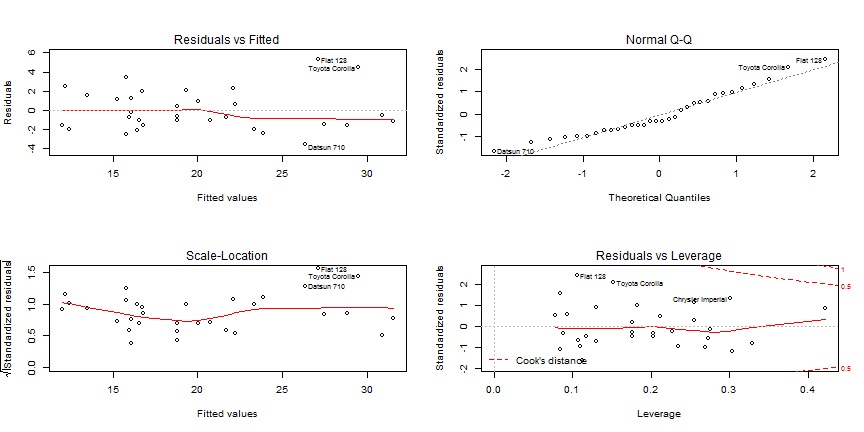 Residuals vs Fitted
Residuals
6
4
2
0
-2
-4
Fiat 128
Toyota Corolla
Datsun 710
15 20 25 30
Fitted values
Normal Q-Q
Standardized residuals
2
1
0
-1
Toyota Corolla
Fiat 128
Datsun 710
-2 -1 0 1 2
Theoretical Quantiles
Scale-Location
√|Standardized residuals|
1.5
1.0
0.5
0.0
Fiat 128
Toyota Corolla
Datsun 710
15 20 25 30
Fitted values
Residuals vs Leverage
Standardized residuals
2
1
0
-1
-2
Fiat 128
Toyota Corolla
Chrysler Imperial
1
0.5
0.5
Cook's distance
0.0 0.1 0.2 0.3 0.4
Leverage